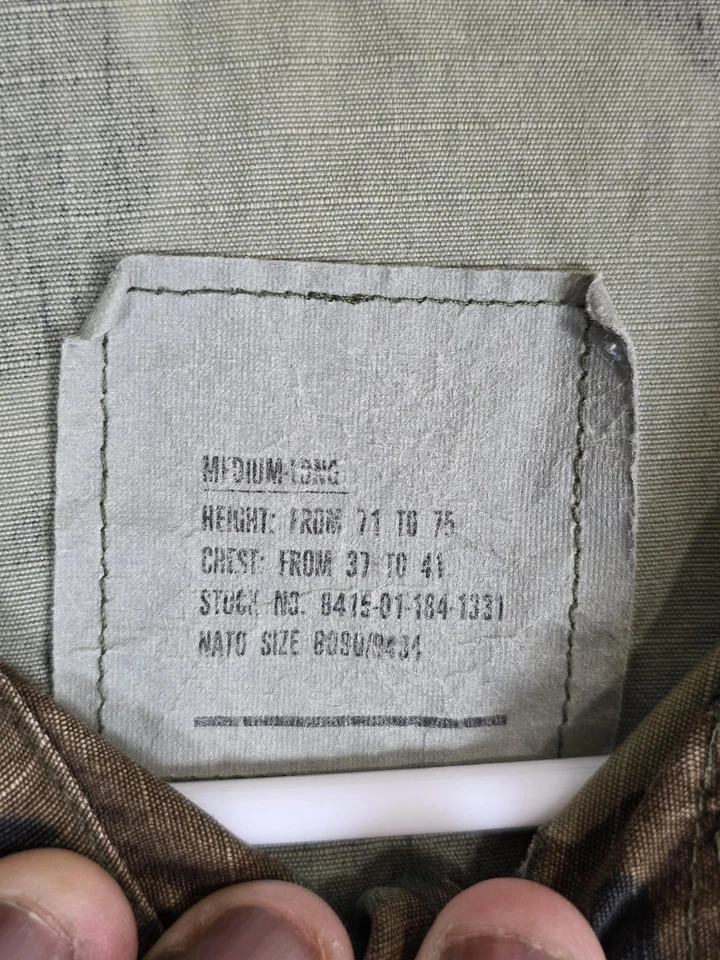 MEDIUM-LONG
HEIGHT: FROM 71 TO 75
CHEST: FROM 37 TO 41
STOCK NO. 8415-01-184-1331
NATO SIZE 8090/9404